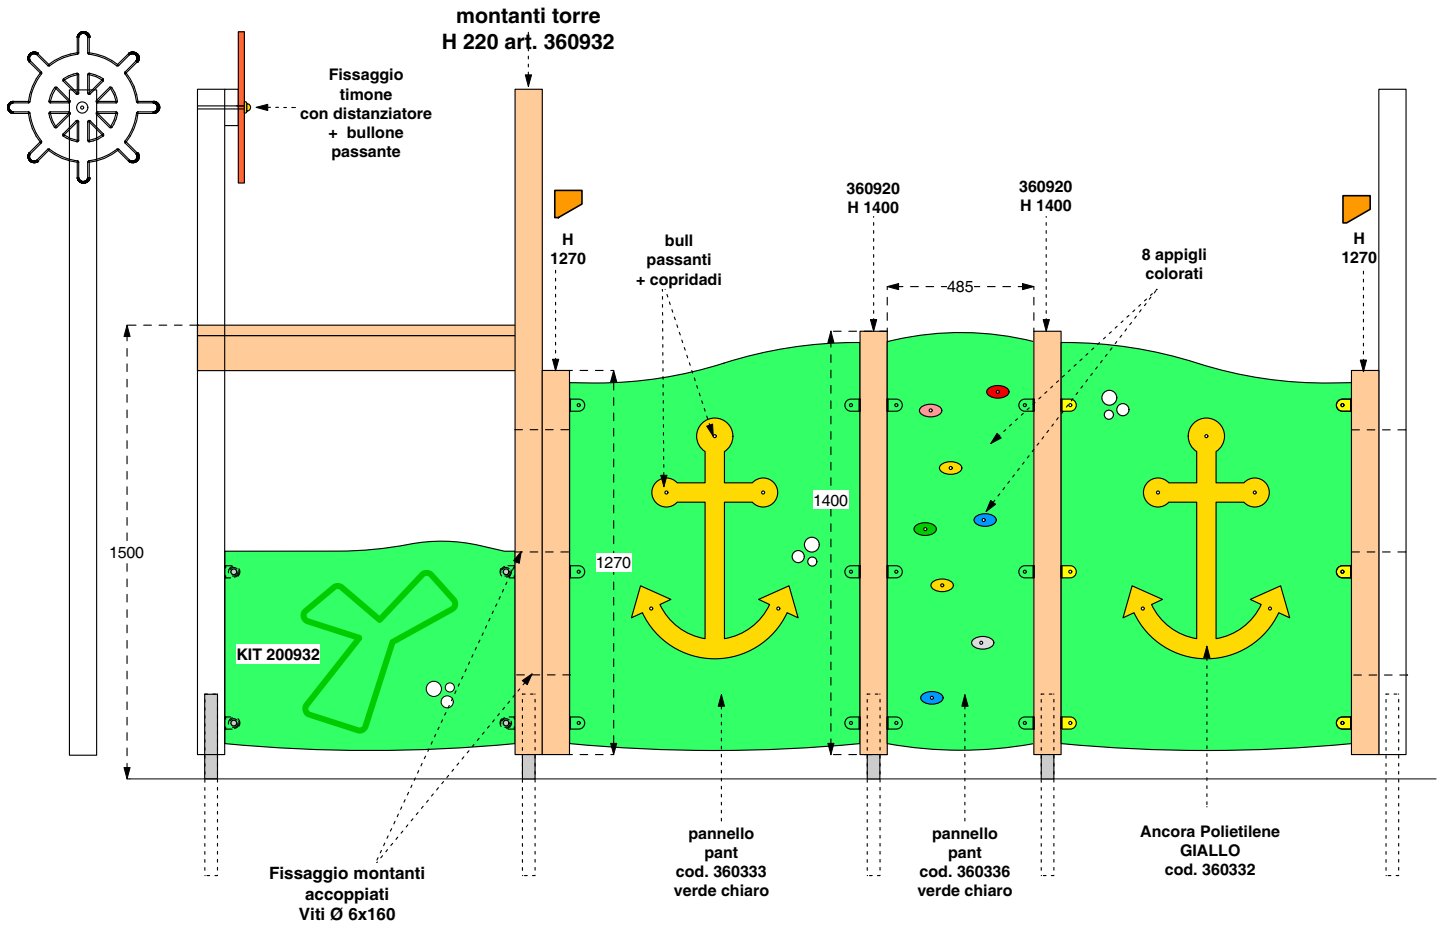 montanti torre
H 220 art. 360932
Fissaggio
timone
con distanziatore
+ bullone
passante
360920
H 1400
360920
H 1400
H
1270
bull
passanti
+ copridadi
8 appigli
colorati
H
1270
485
1400
1500
1270
KIT 200932
Fissaggio montanti
accoppiati
Viti Ø 6x160
pannello
pant
cod. 360333
verde chiaro
pannello
pant
cod. 360336
verde chiaro
Ancora Polietilene
GIALLO
cod. 360332